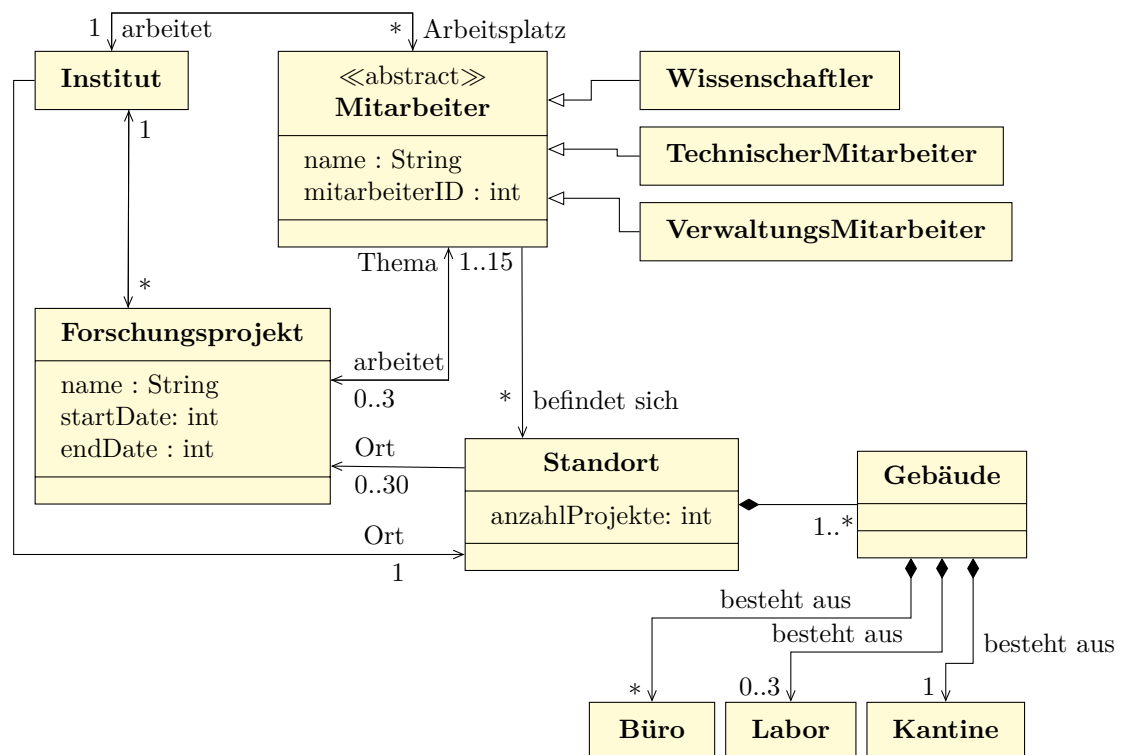 1 arbeitet
* Arbeitsplatz
Institut
≪abstract≫
Mitarbeiter
name : String
mitarbeiterID : int
Wissenschaftler
TechnischerMitarbeiter
VerwaltungsMitarbeiter
1
*
Thema 1..15
Forschungsprojekt
name : String
startDate: int
endDate : int
arbeitet
0..3
* befindet sich
Ort
0..30
Standort
anzahlProjekte: int
Gebäude
1..*
Ort
1
besteht aus
besteht aus
besteht aus
*
0..3
1
Büro
Labor
Kantine